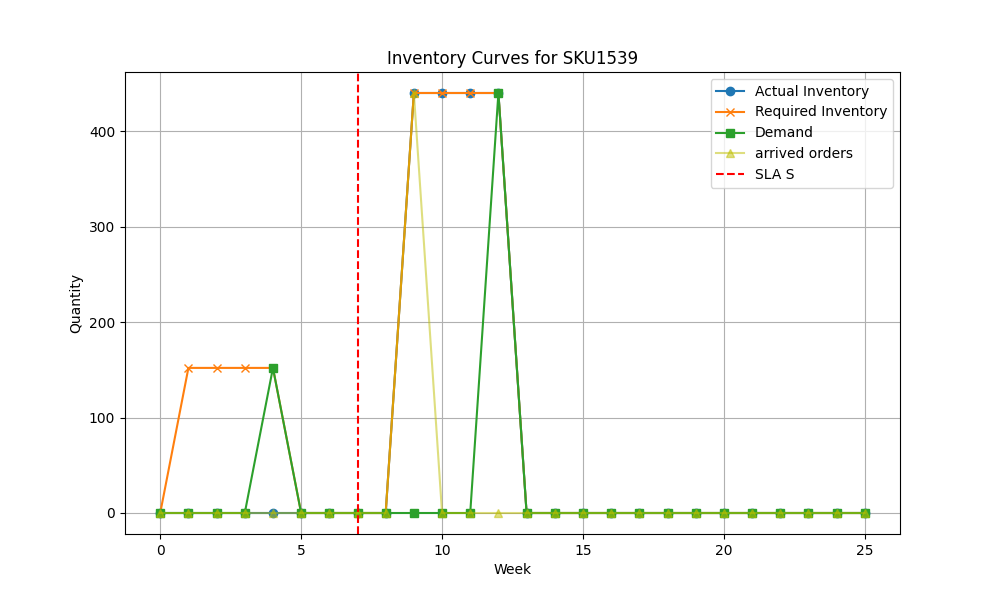 Inventory Curves for SKU1539
Actual Inventory
Required Inventory
Demand
arrived orders
SLA S
Quantity
400
300
200
100
0
0 5 10 15 20 25
Week